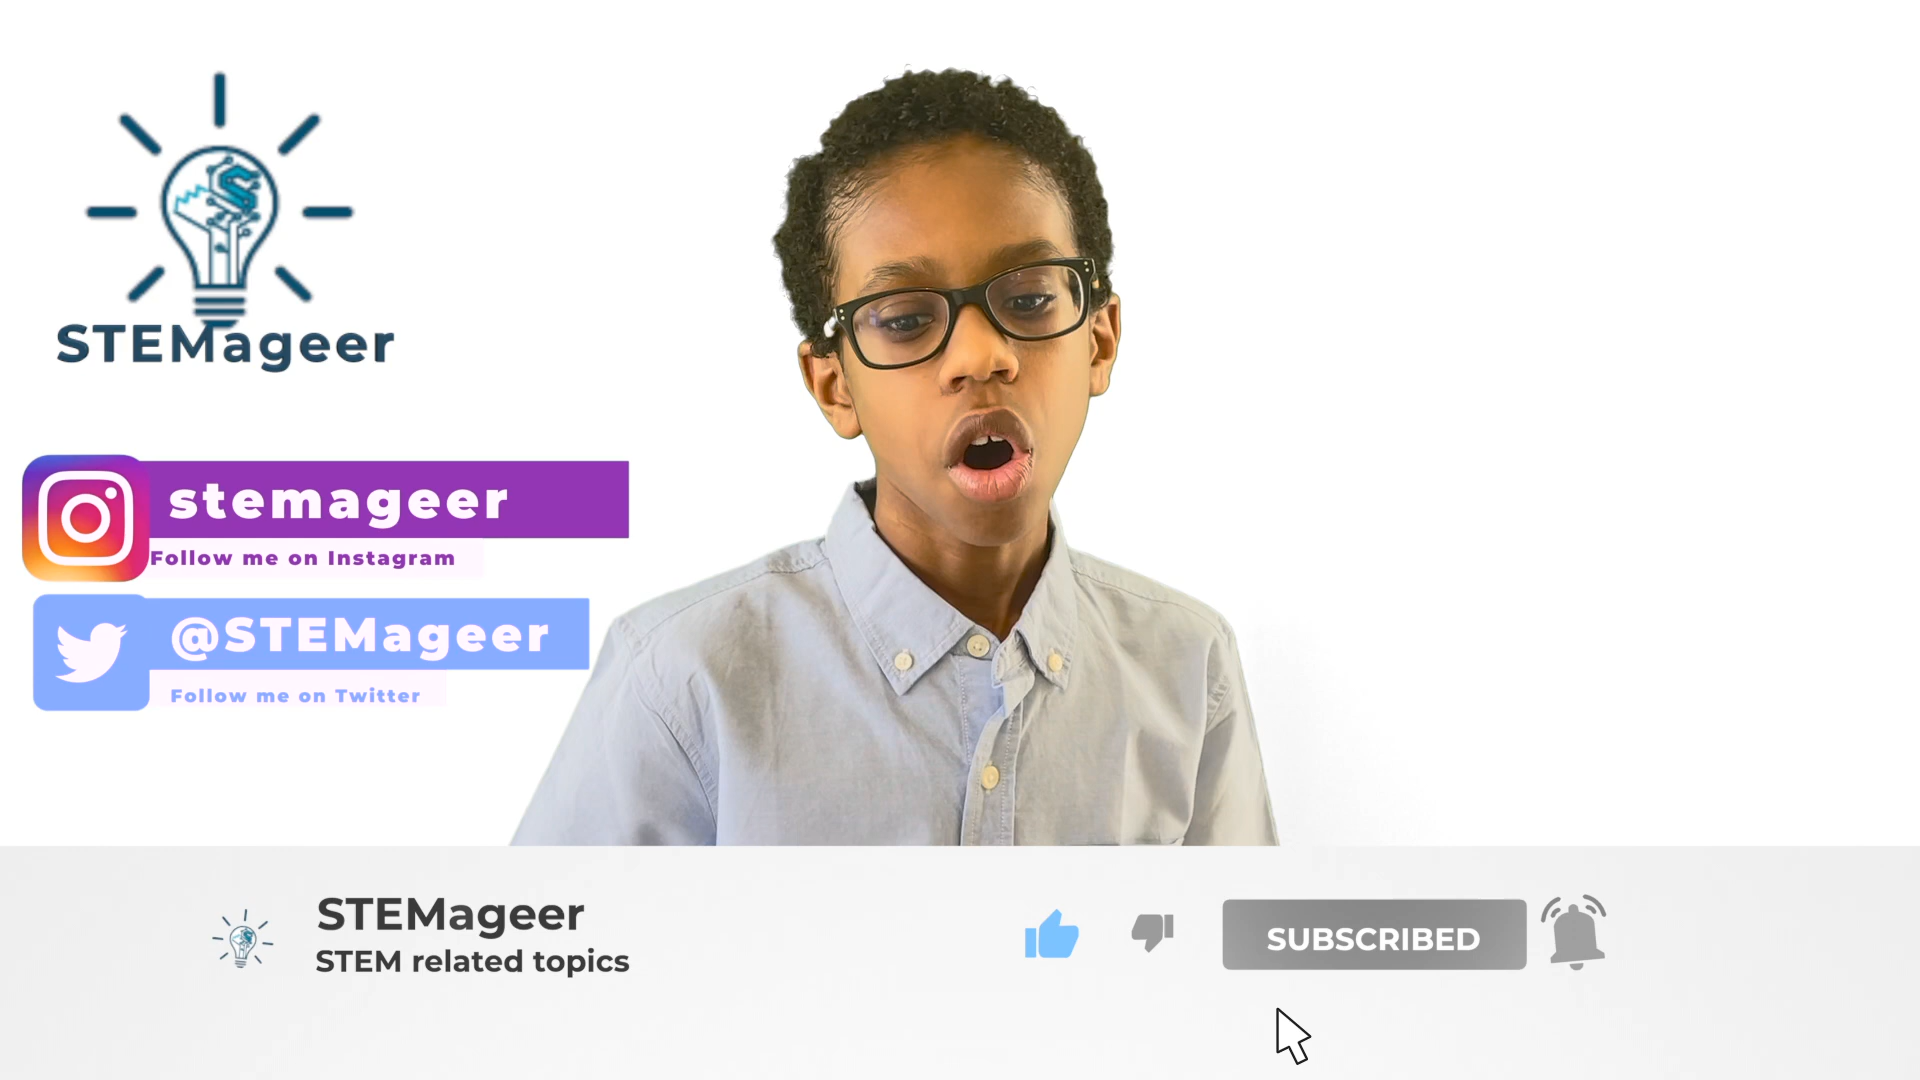 STEMageer
stemageer
Follow me on Instagram
@STEMageer
Follow me on Twitter
STEMageer
STEM related topics
SUBSCRIBED